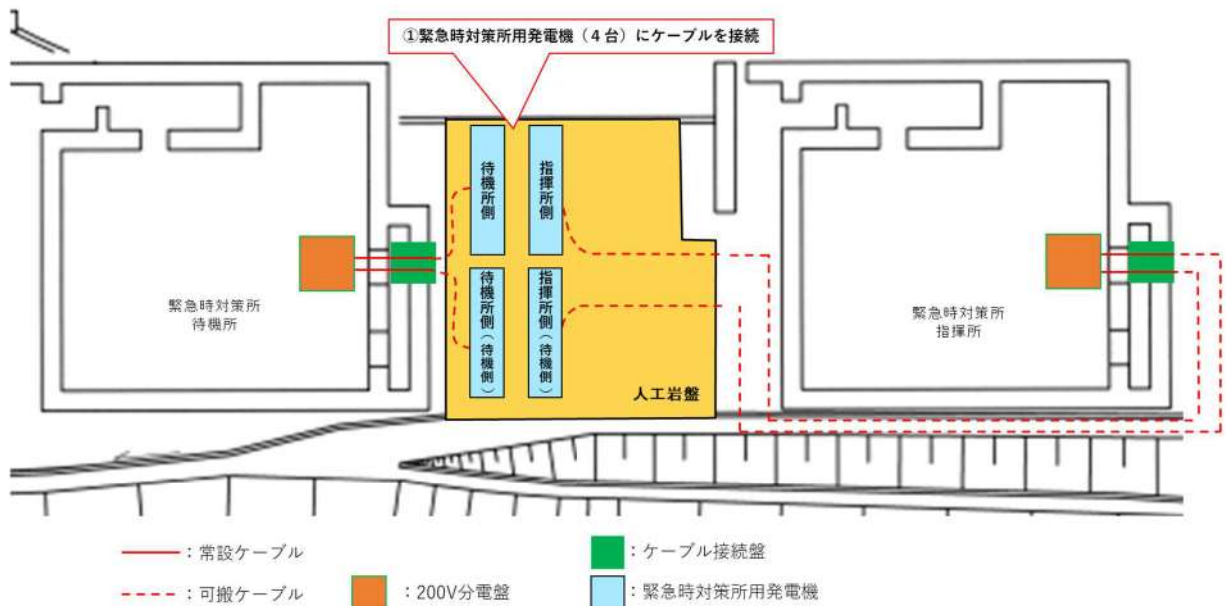 ①緊急時対策所用発電機（４台）にケーブルを接続
待機所側
指揮所側
待機所側（待機側）
指揮所側（待機側）
緊急時対策所
待機所
緊急時対策所
指揮所
人工岩盤
：常設ケーブル
：ケーブル接続盤
：可搬ケーブル
：200V分電盤
：緊急時対策所用発電機